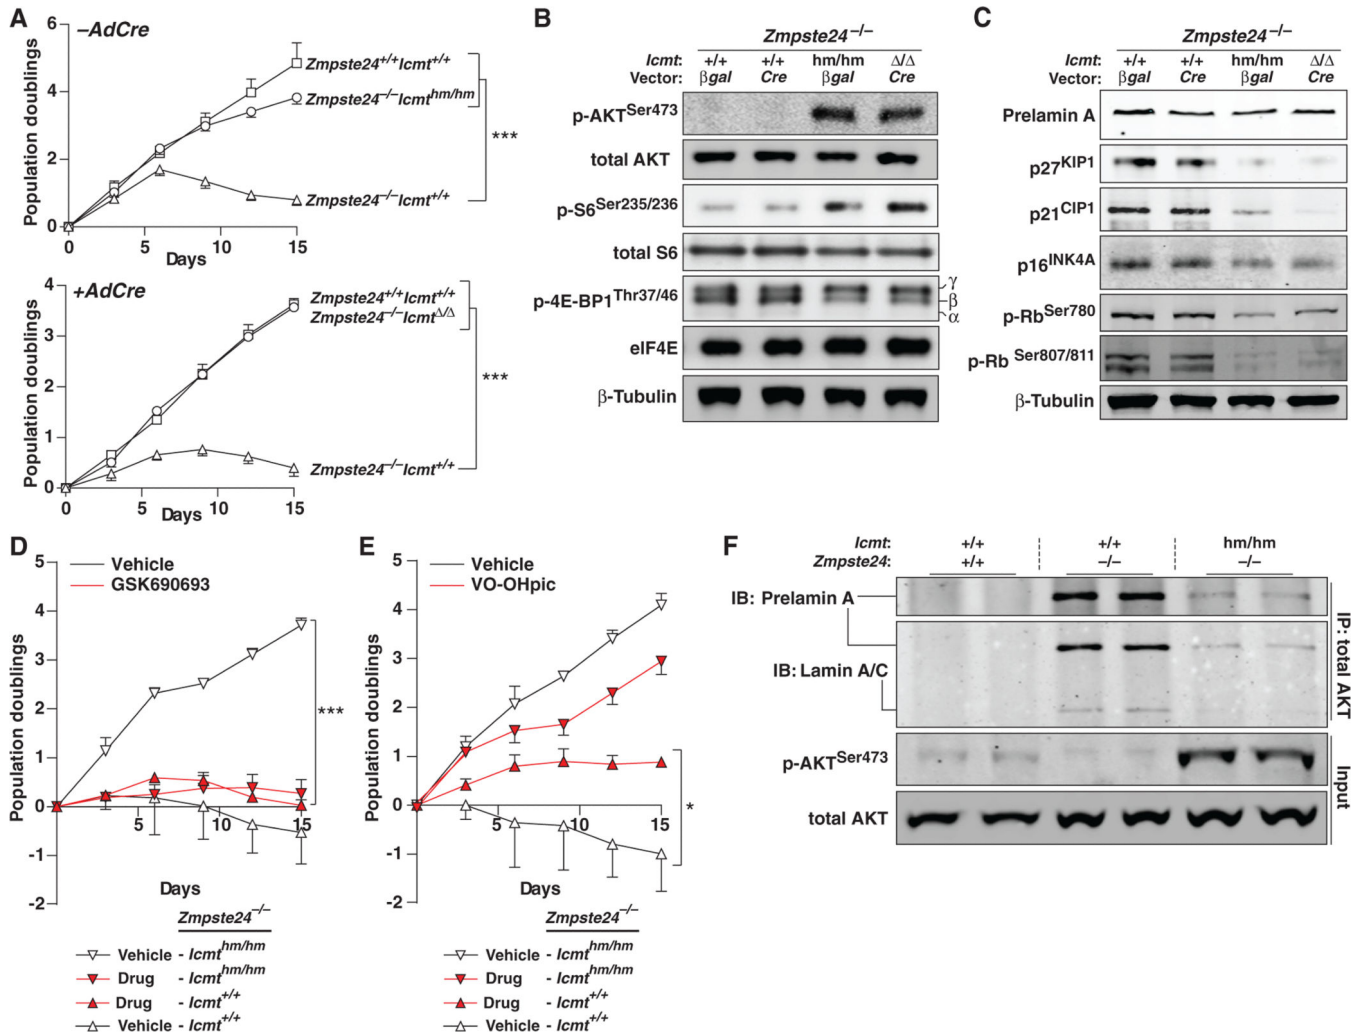 A
–AdCre
Population doublings
6
4
2
0
0
5
10
15
Days
Zmpste24+/+Icmt+/+
Zmpste24–/–Icmthm/hm
***
Zmpste24–/–Icmt+/+
+AdCre
Population doublings
4
3
2
1
0
0
5
10
15
Days
Zmpste24+/+Icmt+/+
Zmpste24–/–IcmtΔ/Δ
***
Zmpste24–/–Icmt+/+
B
Zmpste24–/–
Icmt: +/+ +/+ hm/hm Δ/Δ
Vector: βgal Cre βgal Cre
p-AKTSer473
total AKT
p-S6Ser235/236
total S6
p-4E-BP1Thr37/46
γ
β
α
eIF4E
β-Tubulin
C
Zmpste24–/–
Icmt: +/+ +/+ hm/hm Δ/Δ
Vector: βgal Cre βgal Cre
Prelamin A
p27KIP1
p21CIP1
p16INK4A
p-RbSer780
p-Rb Ser807/811
β-Tubulin
D
Vehicle
GSK690693
Population doublings
5
4
3
2
1
0
-1
-2
5
10
15
Days
***
Zmpste24–/–
Vehicle - Icmthm/hm
Drug - Icmthm/hm
Drug - Icmt+/+
Vehicle - Icmt+/+
E
Vehicle
VO-OHpic
Population doublings
5
4
3
2
1
0
-1
-2
5
10
15
Days
*
Zmpste24–/–
Vehicle - Icmthm/hm
Drug - Icmthm/hm
Drug - Icmt+/+
Vehicle - Icmt+/+
F
Icmt: +/+ +/+ hm/hm
Zmpste24: +/+ –/– –/–
IB: Prelamin A
IB: Lamin A/C
IP: total AKT
p-AKTSer473
total AKT
Input